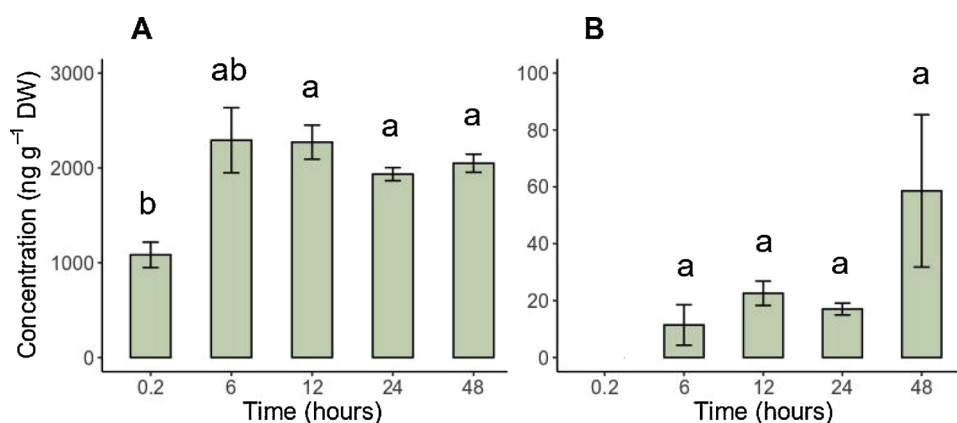 A
B
Concentration (ng g⁻¹ DW)
3000
2000
1000
0
b
ab
a
a
a
0.2
6
12
24
48
Time (hours)
100
80
60
40
20
0
a
a
a
a
0.2
6
12
24
48
Time (hours)